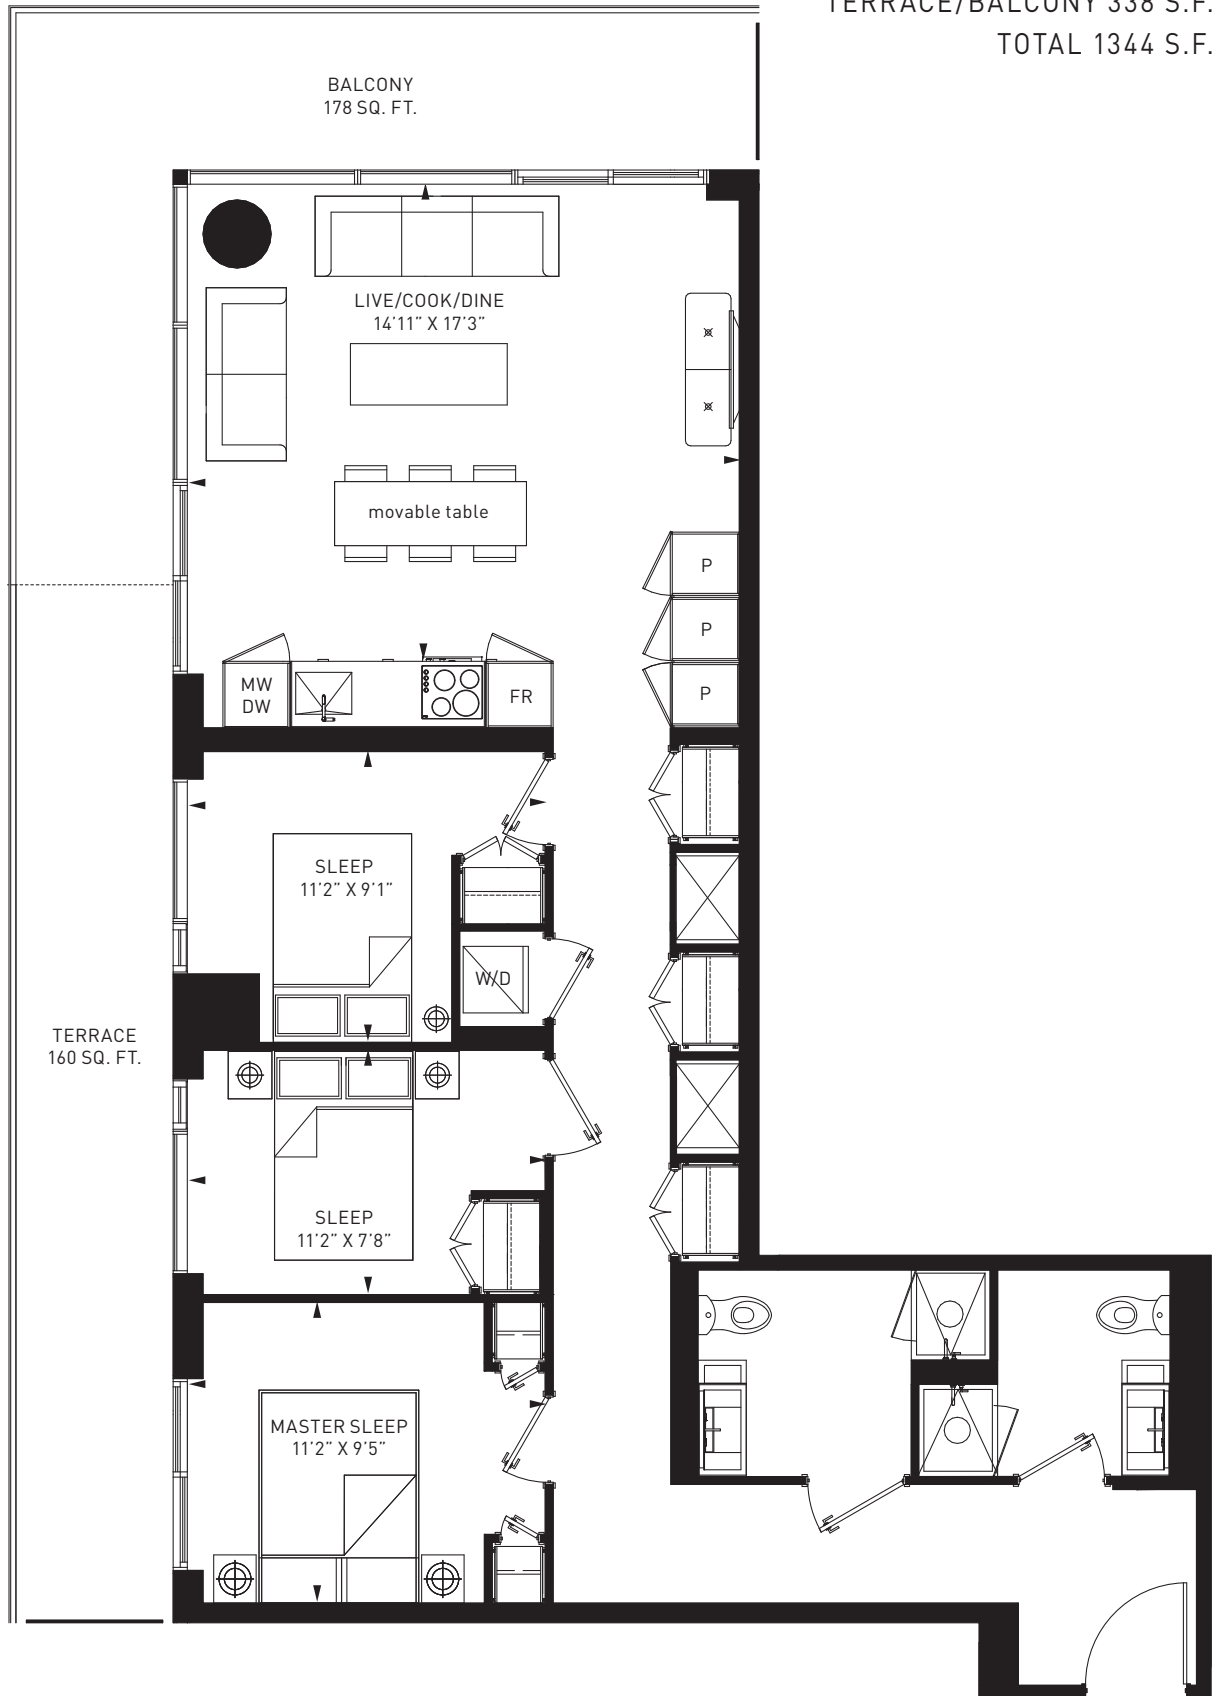 TERRACE/BALCONY 338 S.F.
TOTAL 1344 S.F.
BALCONY
178 SQ. FT.
LIVE/COOK/DINE
14'11” X 17'3”
movable table
P
P
P
MW
DW
FR
SLEEP
11'2” X 9'1”
W/D
TERRACE
160 SQ. FT.
SLEEP
11'2” X 7'8”
MASTER SLEEP
11'2” X 9'5”